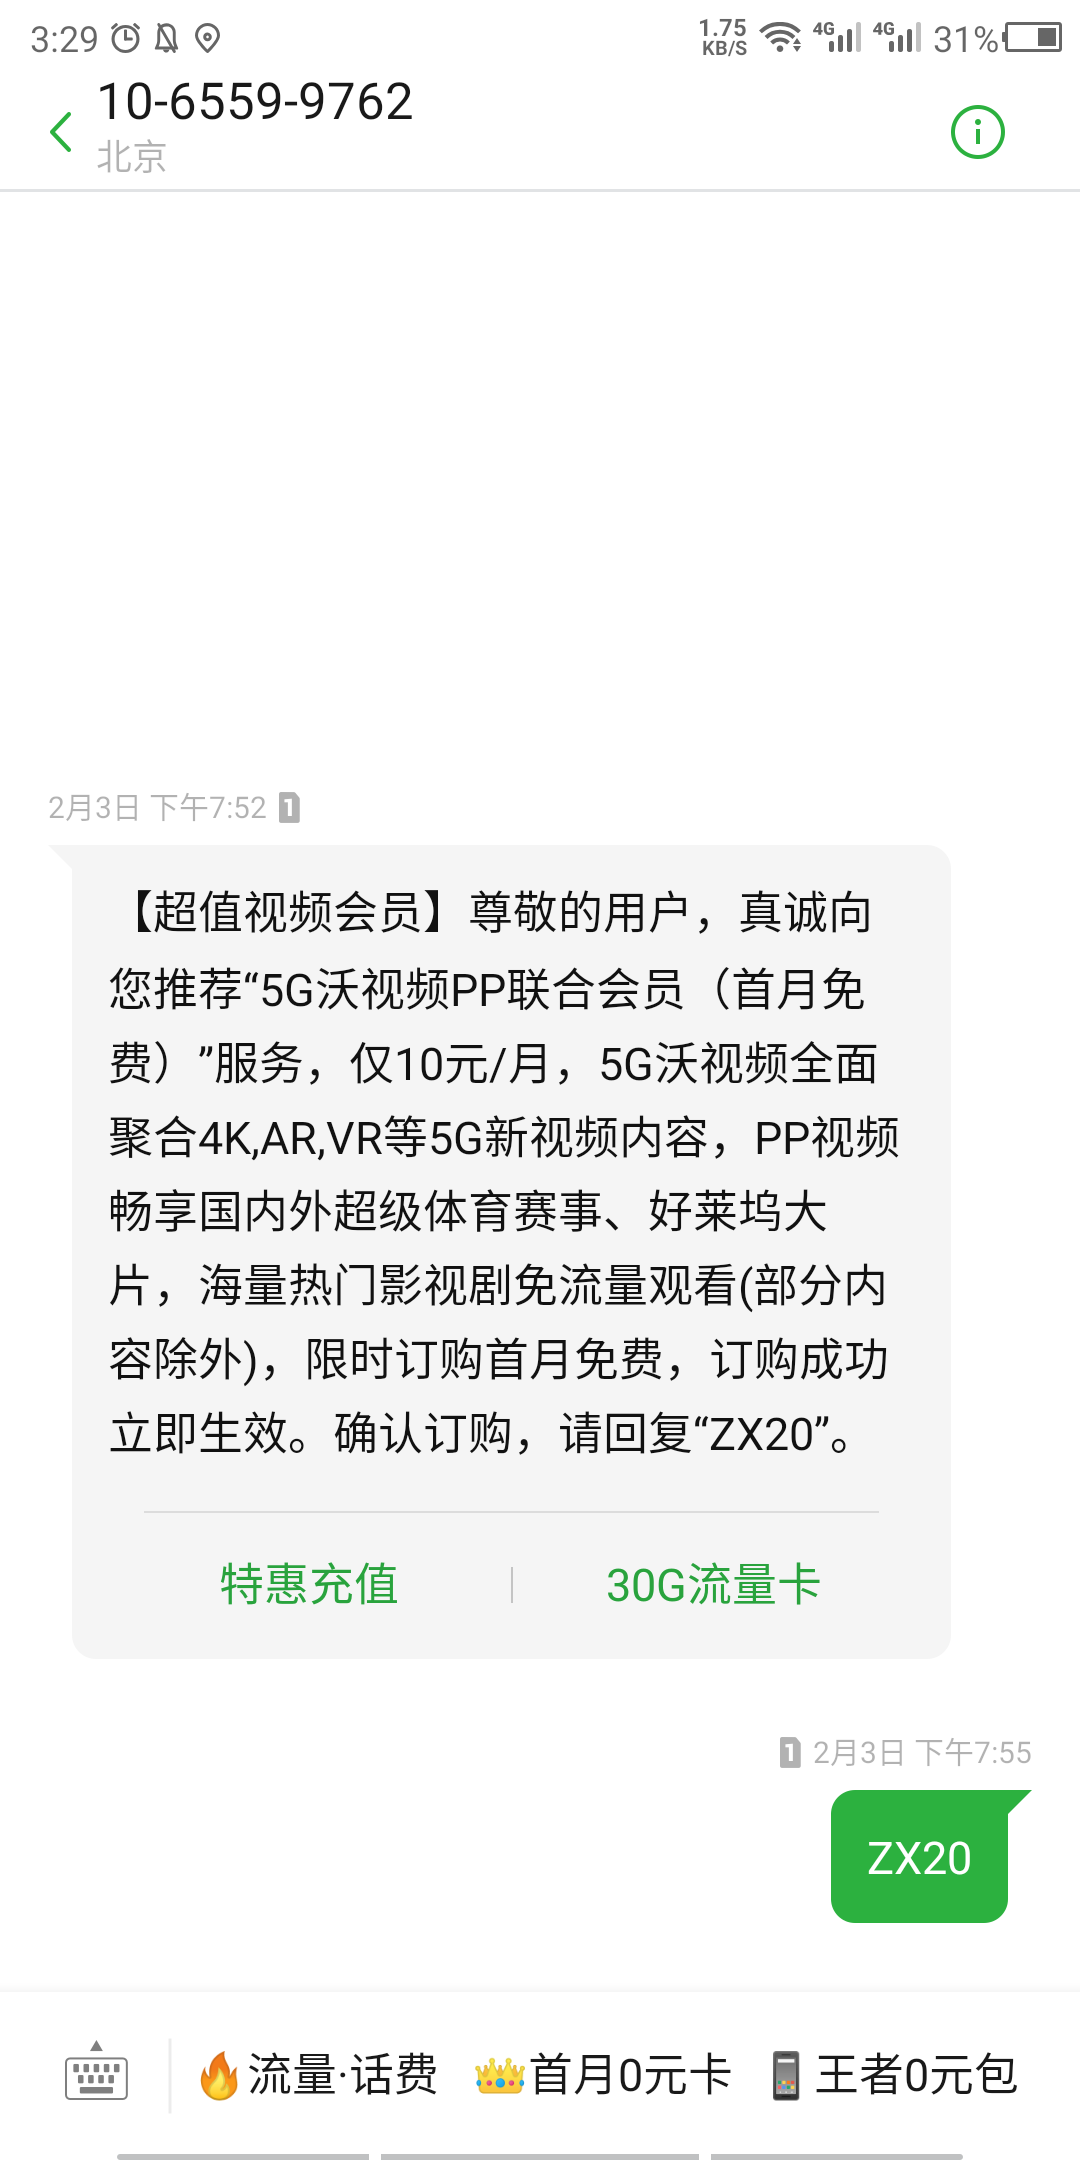 3:29
1.75 KB/S 4G 4G 31%
10-6559-9762
北京
2月3日 下午7:52 1
【超值视频会员】尊敬的用户，真诚向
您推荐“5G沃视频PP联合会员（首月免
费）”服务，仅10元/月，5G沃视频全面
聚合4K,AR,VR等5G新视频内容，PP视频
畅享国内外超级体育赛事、好莱坞大
片，海量热门影视剧免流量观看(部分内
容除外)，限时订购首月免费，订购成功
立即生效。确认订购，请回复“ZX20”。
特惠充值 30G流量卡
1 2月3日 下午7:55
ZX20
🔥流量·话费 👑首月0元卡 📱王者0元包